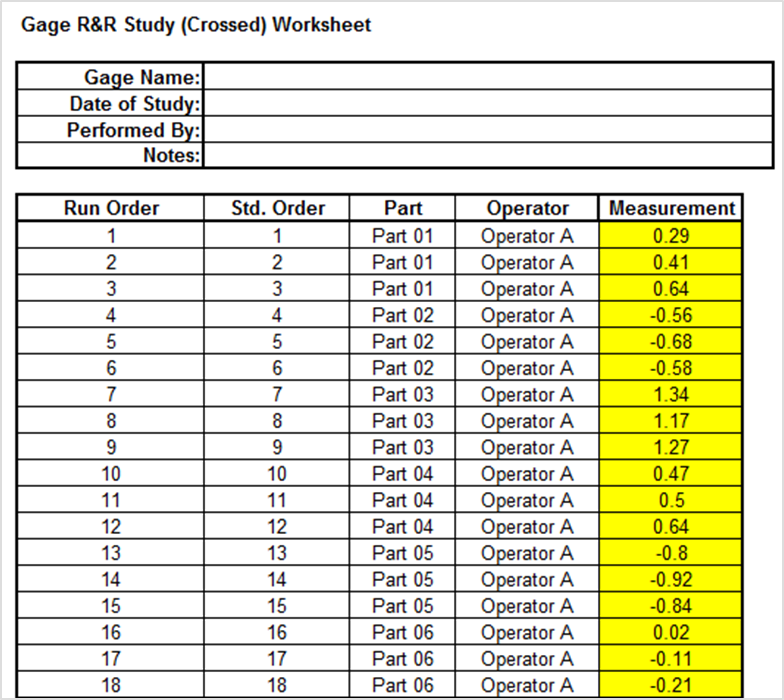 Gage R&R Study (Crossed) Worksheet
Gage Name:
Date of Study:
Performed By:
Notes:
Run Order Std. Order Part Operator Measurement
1 1 Part 01 Operator A 0.29
2 2 Part 01 Operator A 0.41
3 3 Part 01 Operator A 0.64
4 4 Part 02 Operator A -0.56
5 5 Part 02 Operator A -0.68
6 6 Part 02 Operator A -0.58
7 7 Part 03 Operator A 1.34
8 8 Part 03 Operator A 1.17
9 9 Part 03 Operator A 1.27
10 10 Part 04 Operator A 0.47
11 11 Part 04 Operator A 0.5
12 12 Part 04 Operator A 0.64
13 13 Part 05 Operator A -0.8
14 14 Part 05 Operator A -0.92
15 15 Part 05 Operator A -0.84
16 16 Part 06 Operator A 0.02
17 17 Part 06 Operator A -0.11
18 18 Part 06 Operator A -0.21